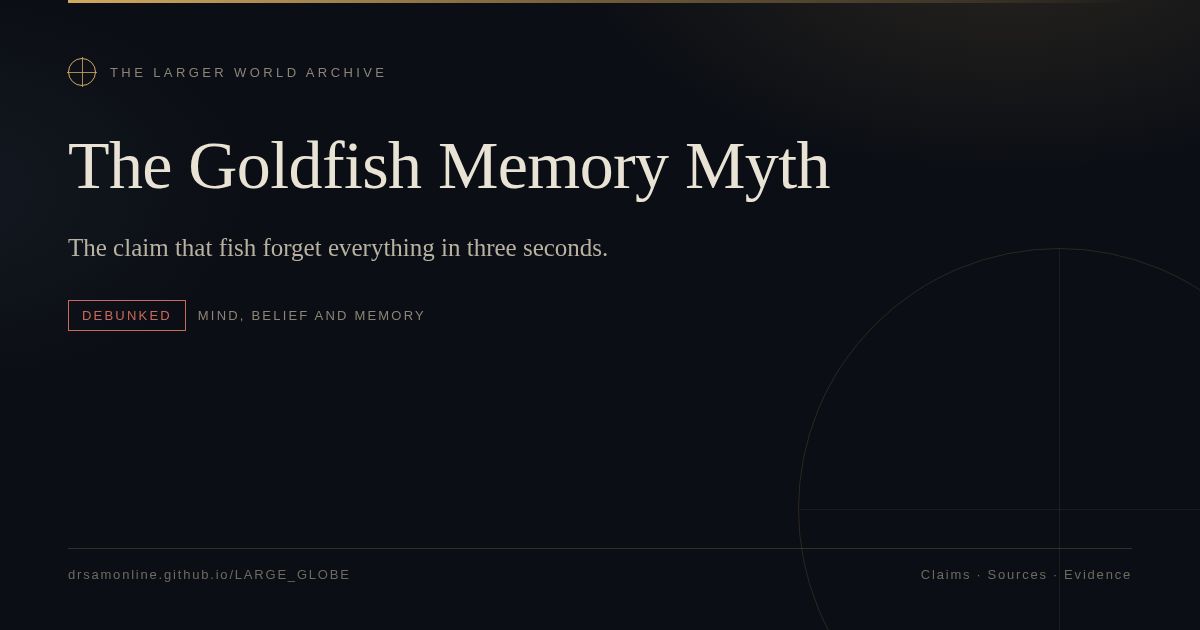 THE LARGER WORLD ARCHIVE
The Goldfish Memory Myth
The claim that fish forget everything in three seconds.
DEBUNKED MIND, BELIEF AND MEMORY
drsamonline.github.io/LARGE_GLOBE
Claims · Sources · Evidence